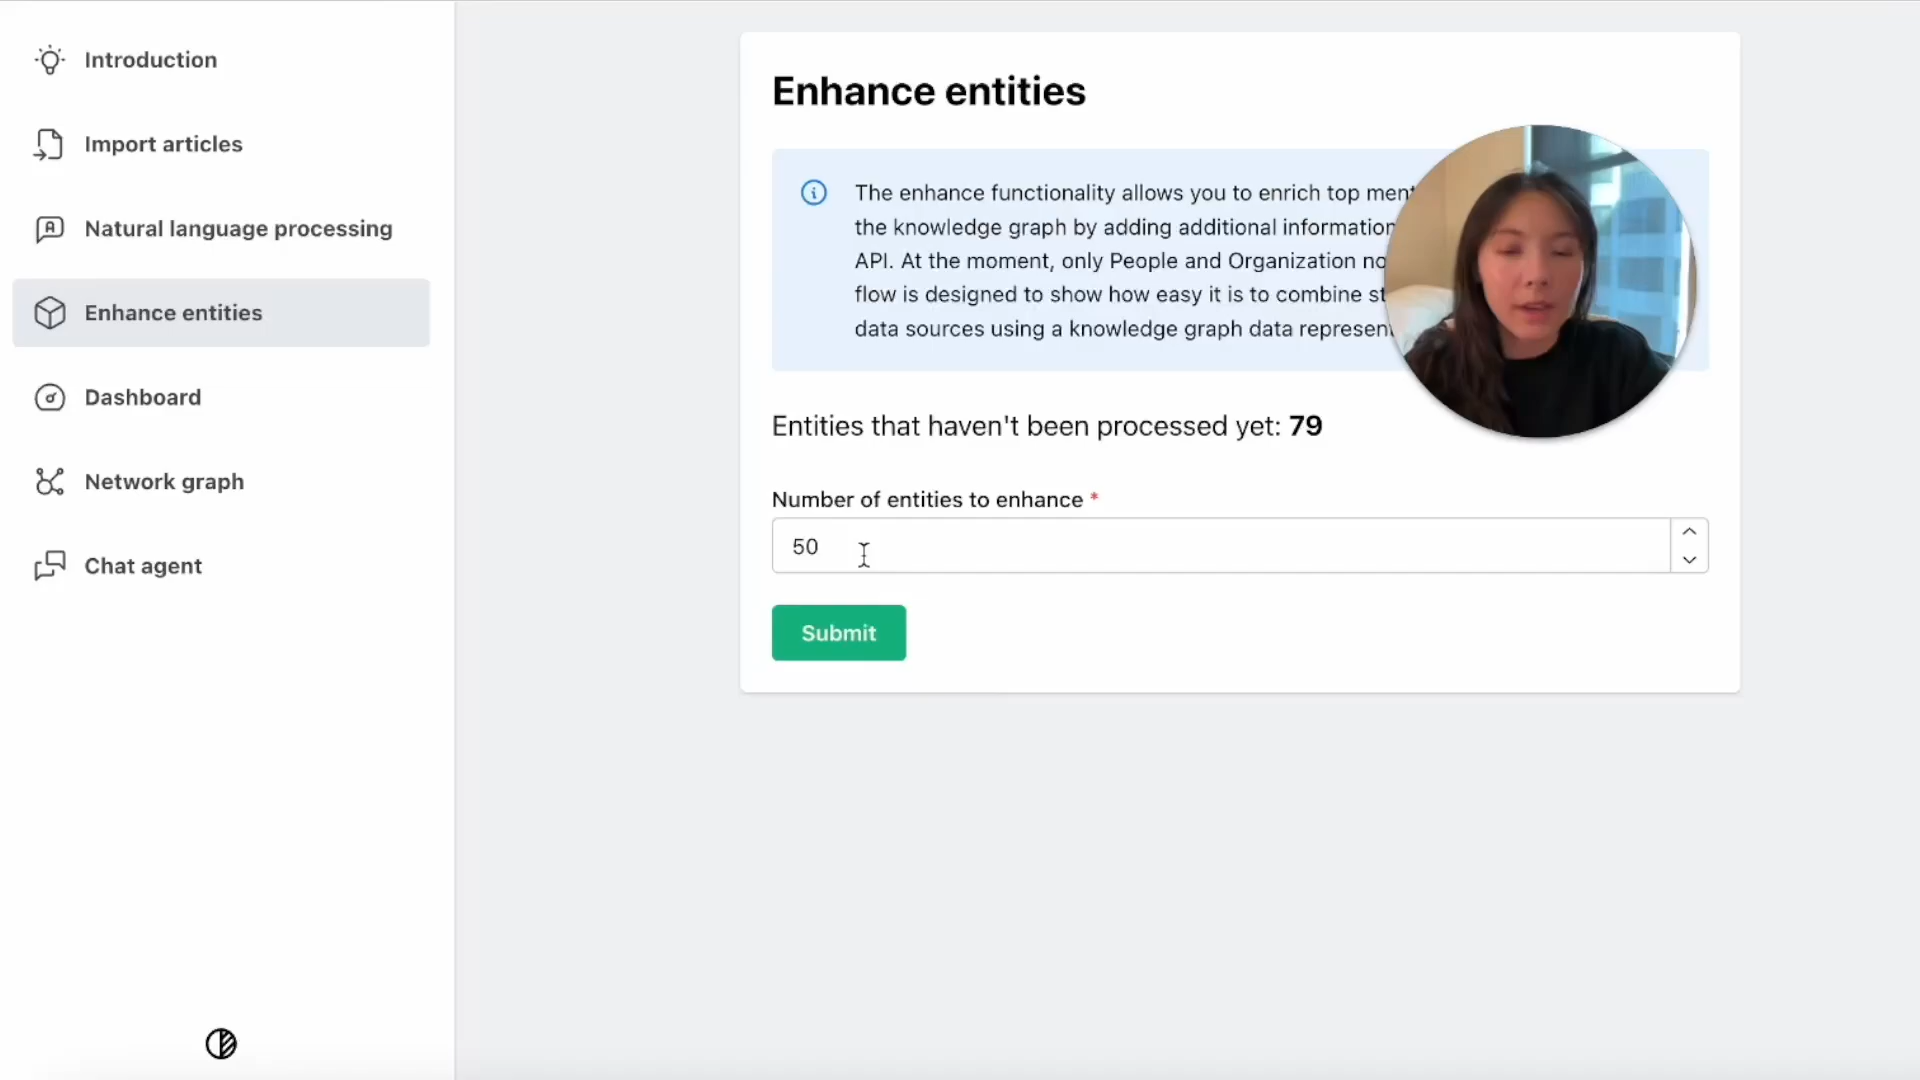 Introduction
Import articles
Natural language processing
Enhance entities
Dashboard
Network graph
Chat agent
Enhance entities
The enhance functionality allows you to enrich top
the knowledge graph by adding additional information
API. At the moment, only People and Organization
flow is designed to show how easy it is to combine
data sources using a knowledge graph data
Entities that haven't been processed yet: 79
Number of entities to enhance *
50
Submit